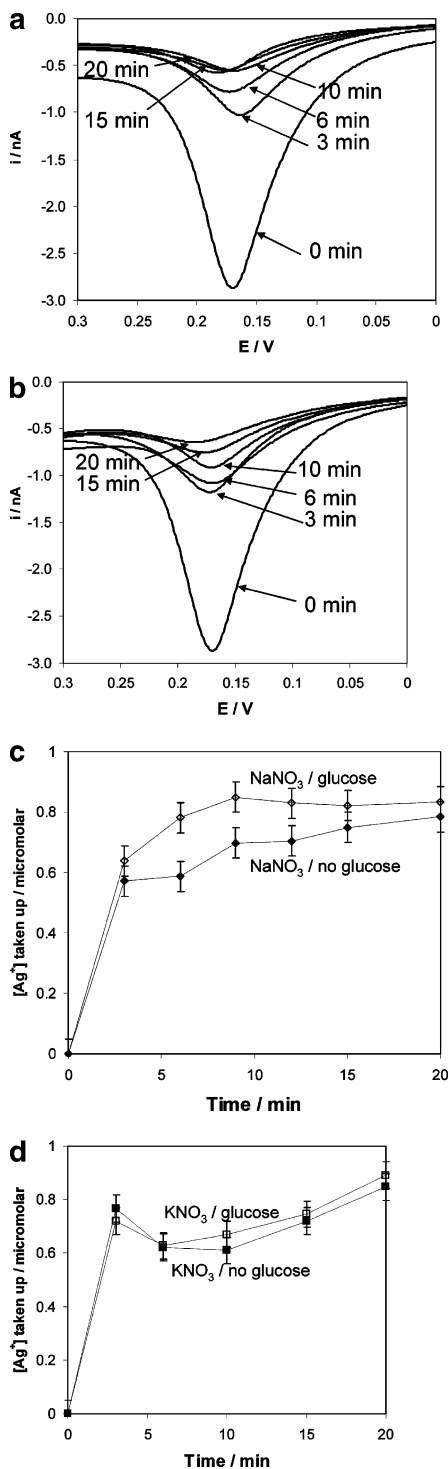 a
0.0
-0.5
-1.0
-1.5
-2.0
-2.5
-3.0
i / nA
20 min
15 min
10 min
6 min
3 min
0 min
0.3 0.2 0.15 0.1 0.05 0
E / V
b
0.0
-0.5
-1.0
-1.5
-2.0
-2.5
-3.0
i / nA
20 min
15 min
10 min
6 min
3 min
0 min
0.3 0.25 0.2 0.15 0.1 0.05 0
E / V
c
1
0.8
0.6
0.4
0.2
0
[Ag+] taken up / micromolar
NaNO3 / glucose
NaNO3 / no glucose
0 5 10 15 20
Time / min
d
1
0.8
0.6
0.4
0.2
0
[Ag+] taken up / micromolar
KNO3 / glucose
KNO3 / no glucose
0 5 10 15 20
Time / min